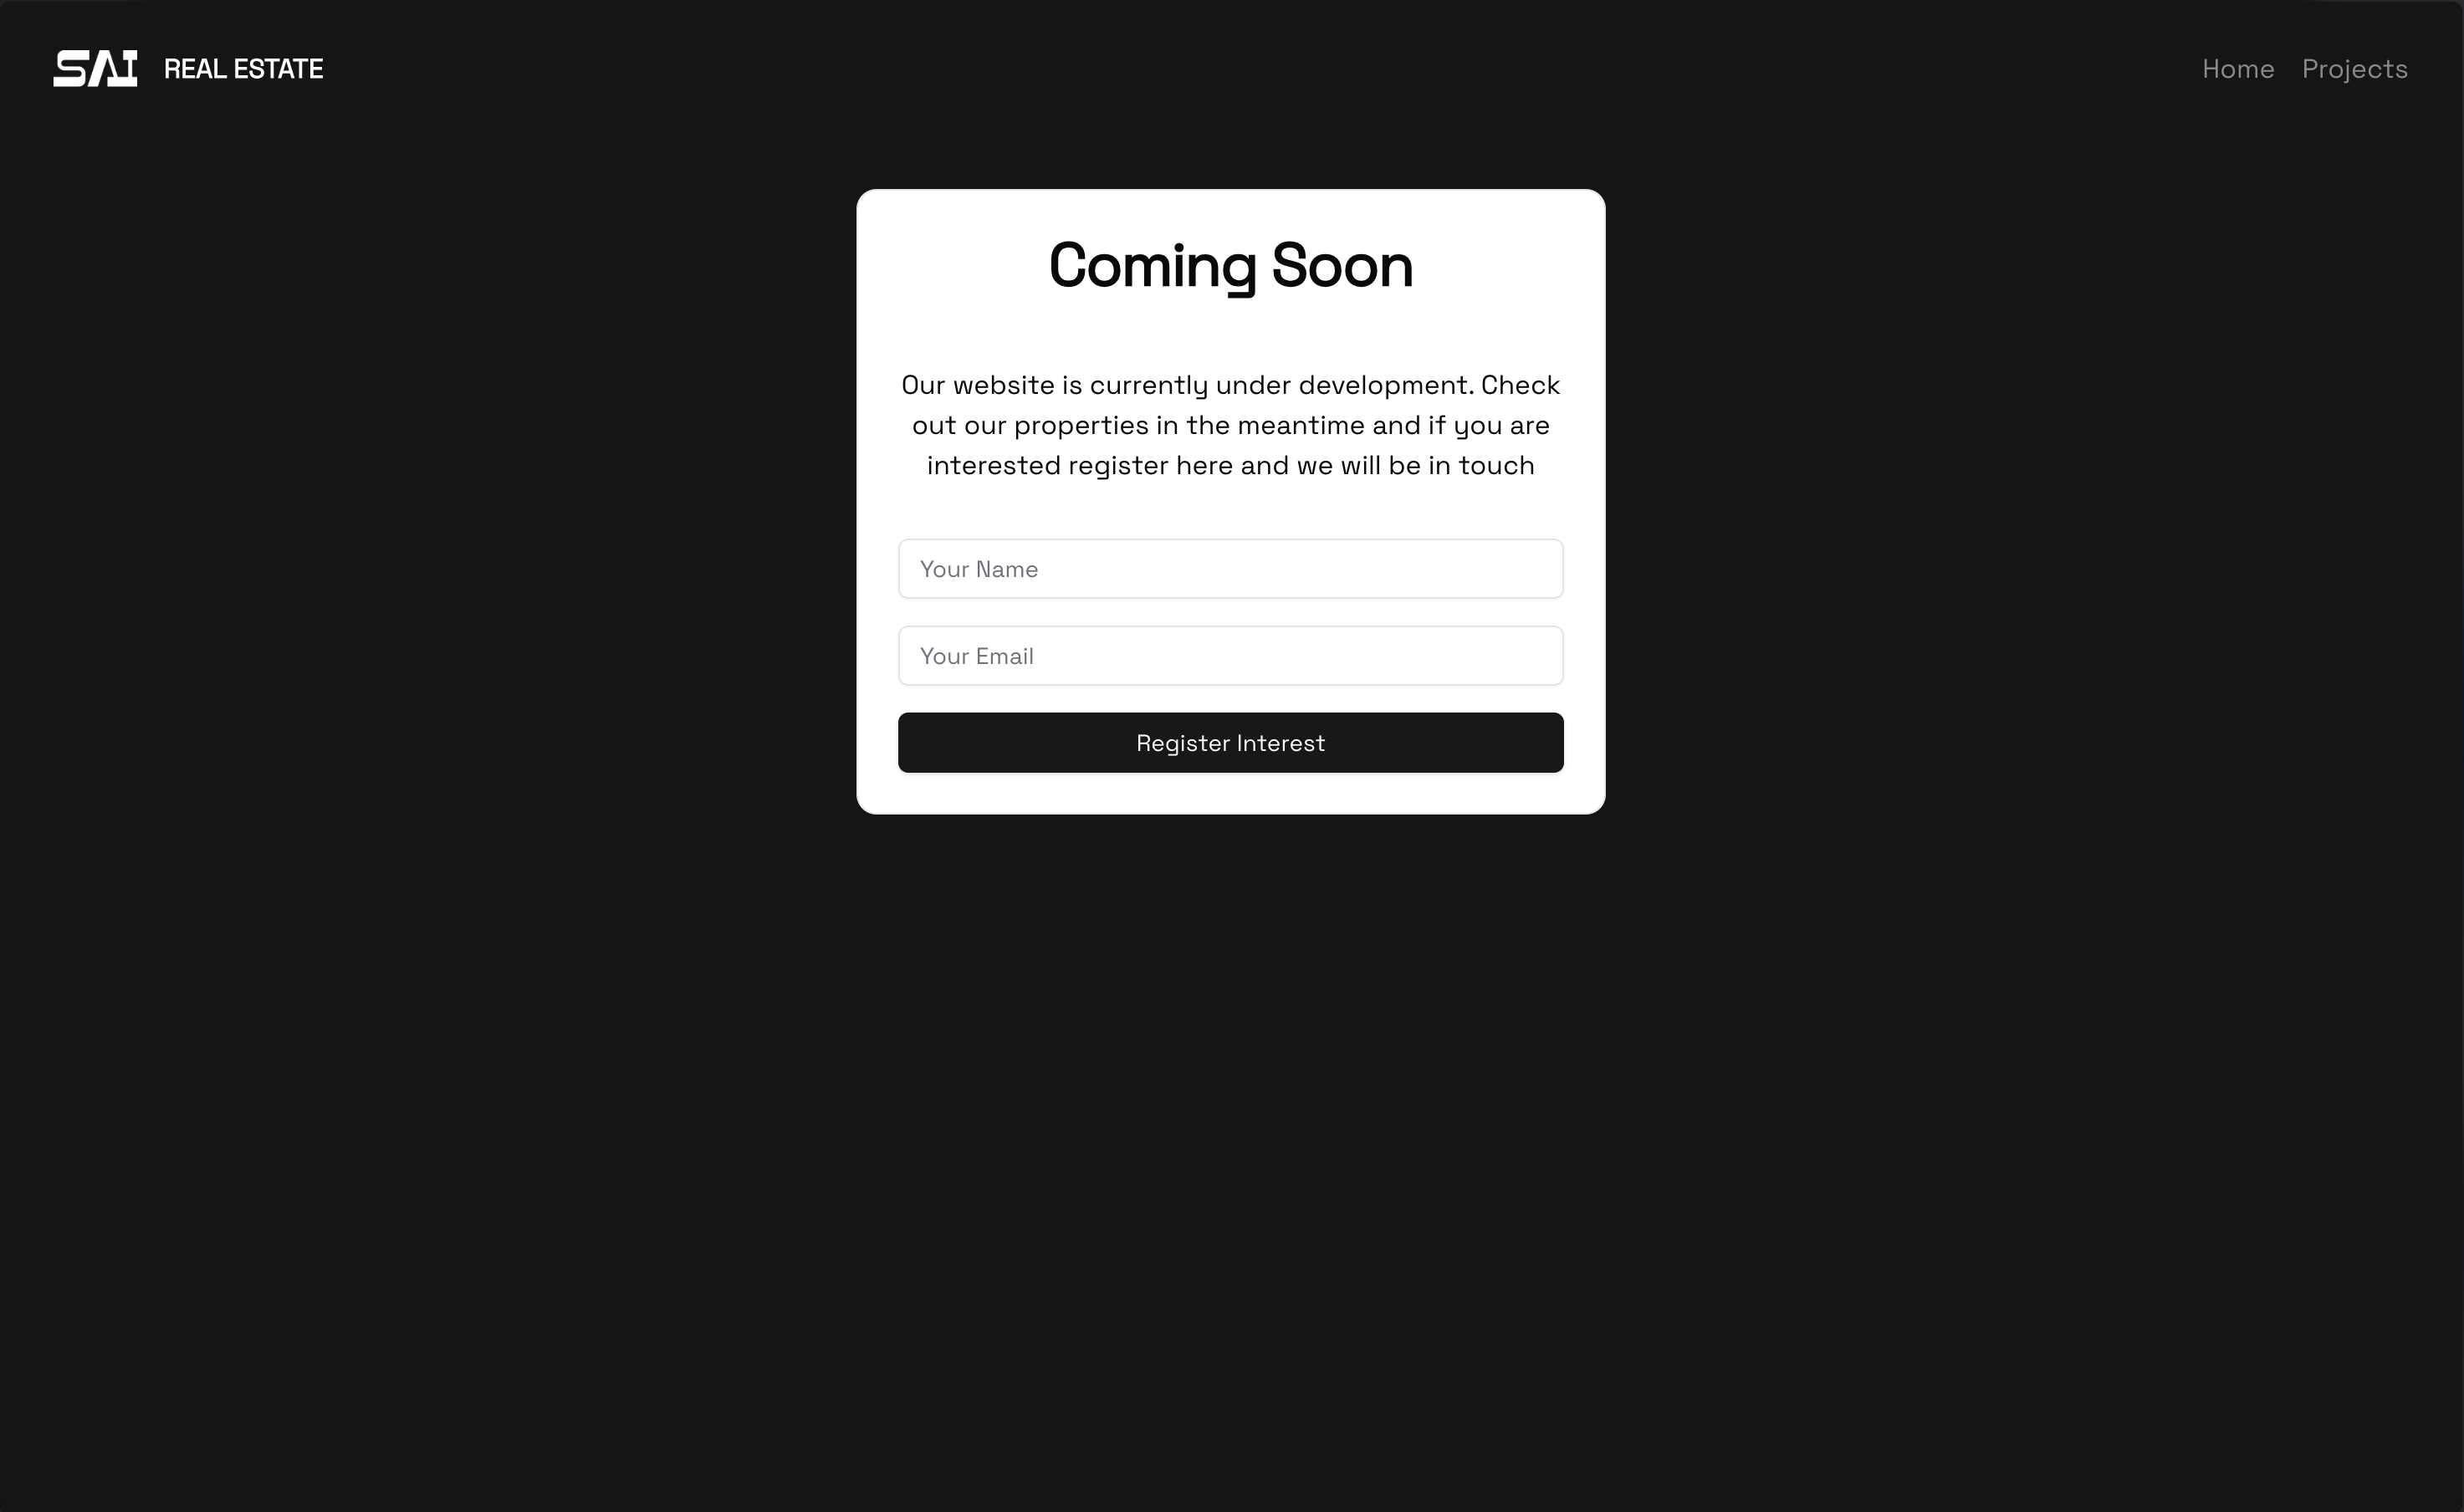 SAI REAL ESTATE
Home Projects
Coming Soon
Our website is currently under development. Check
out our properties in the meantime and if you are
interested register here and we will be in touch
Your Name
Your Email
Register Interest